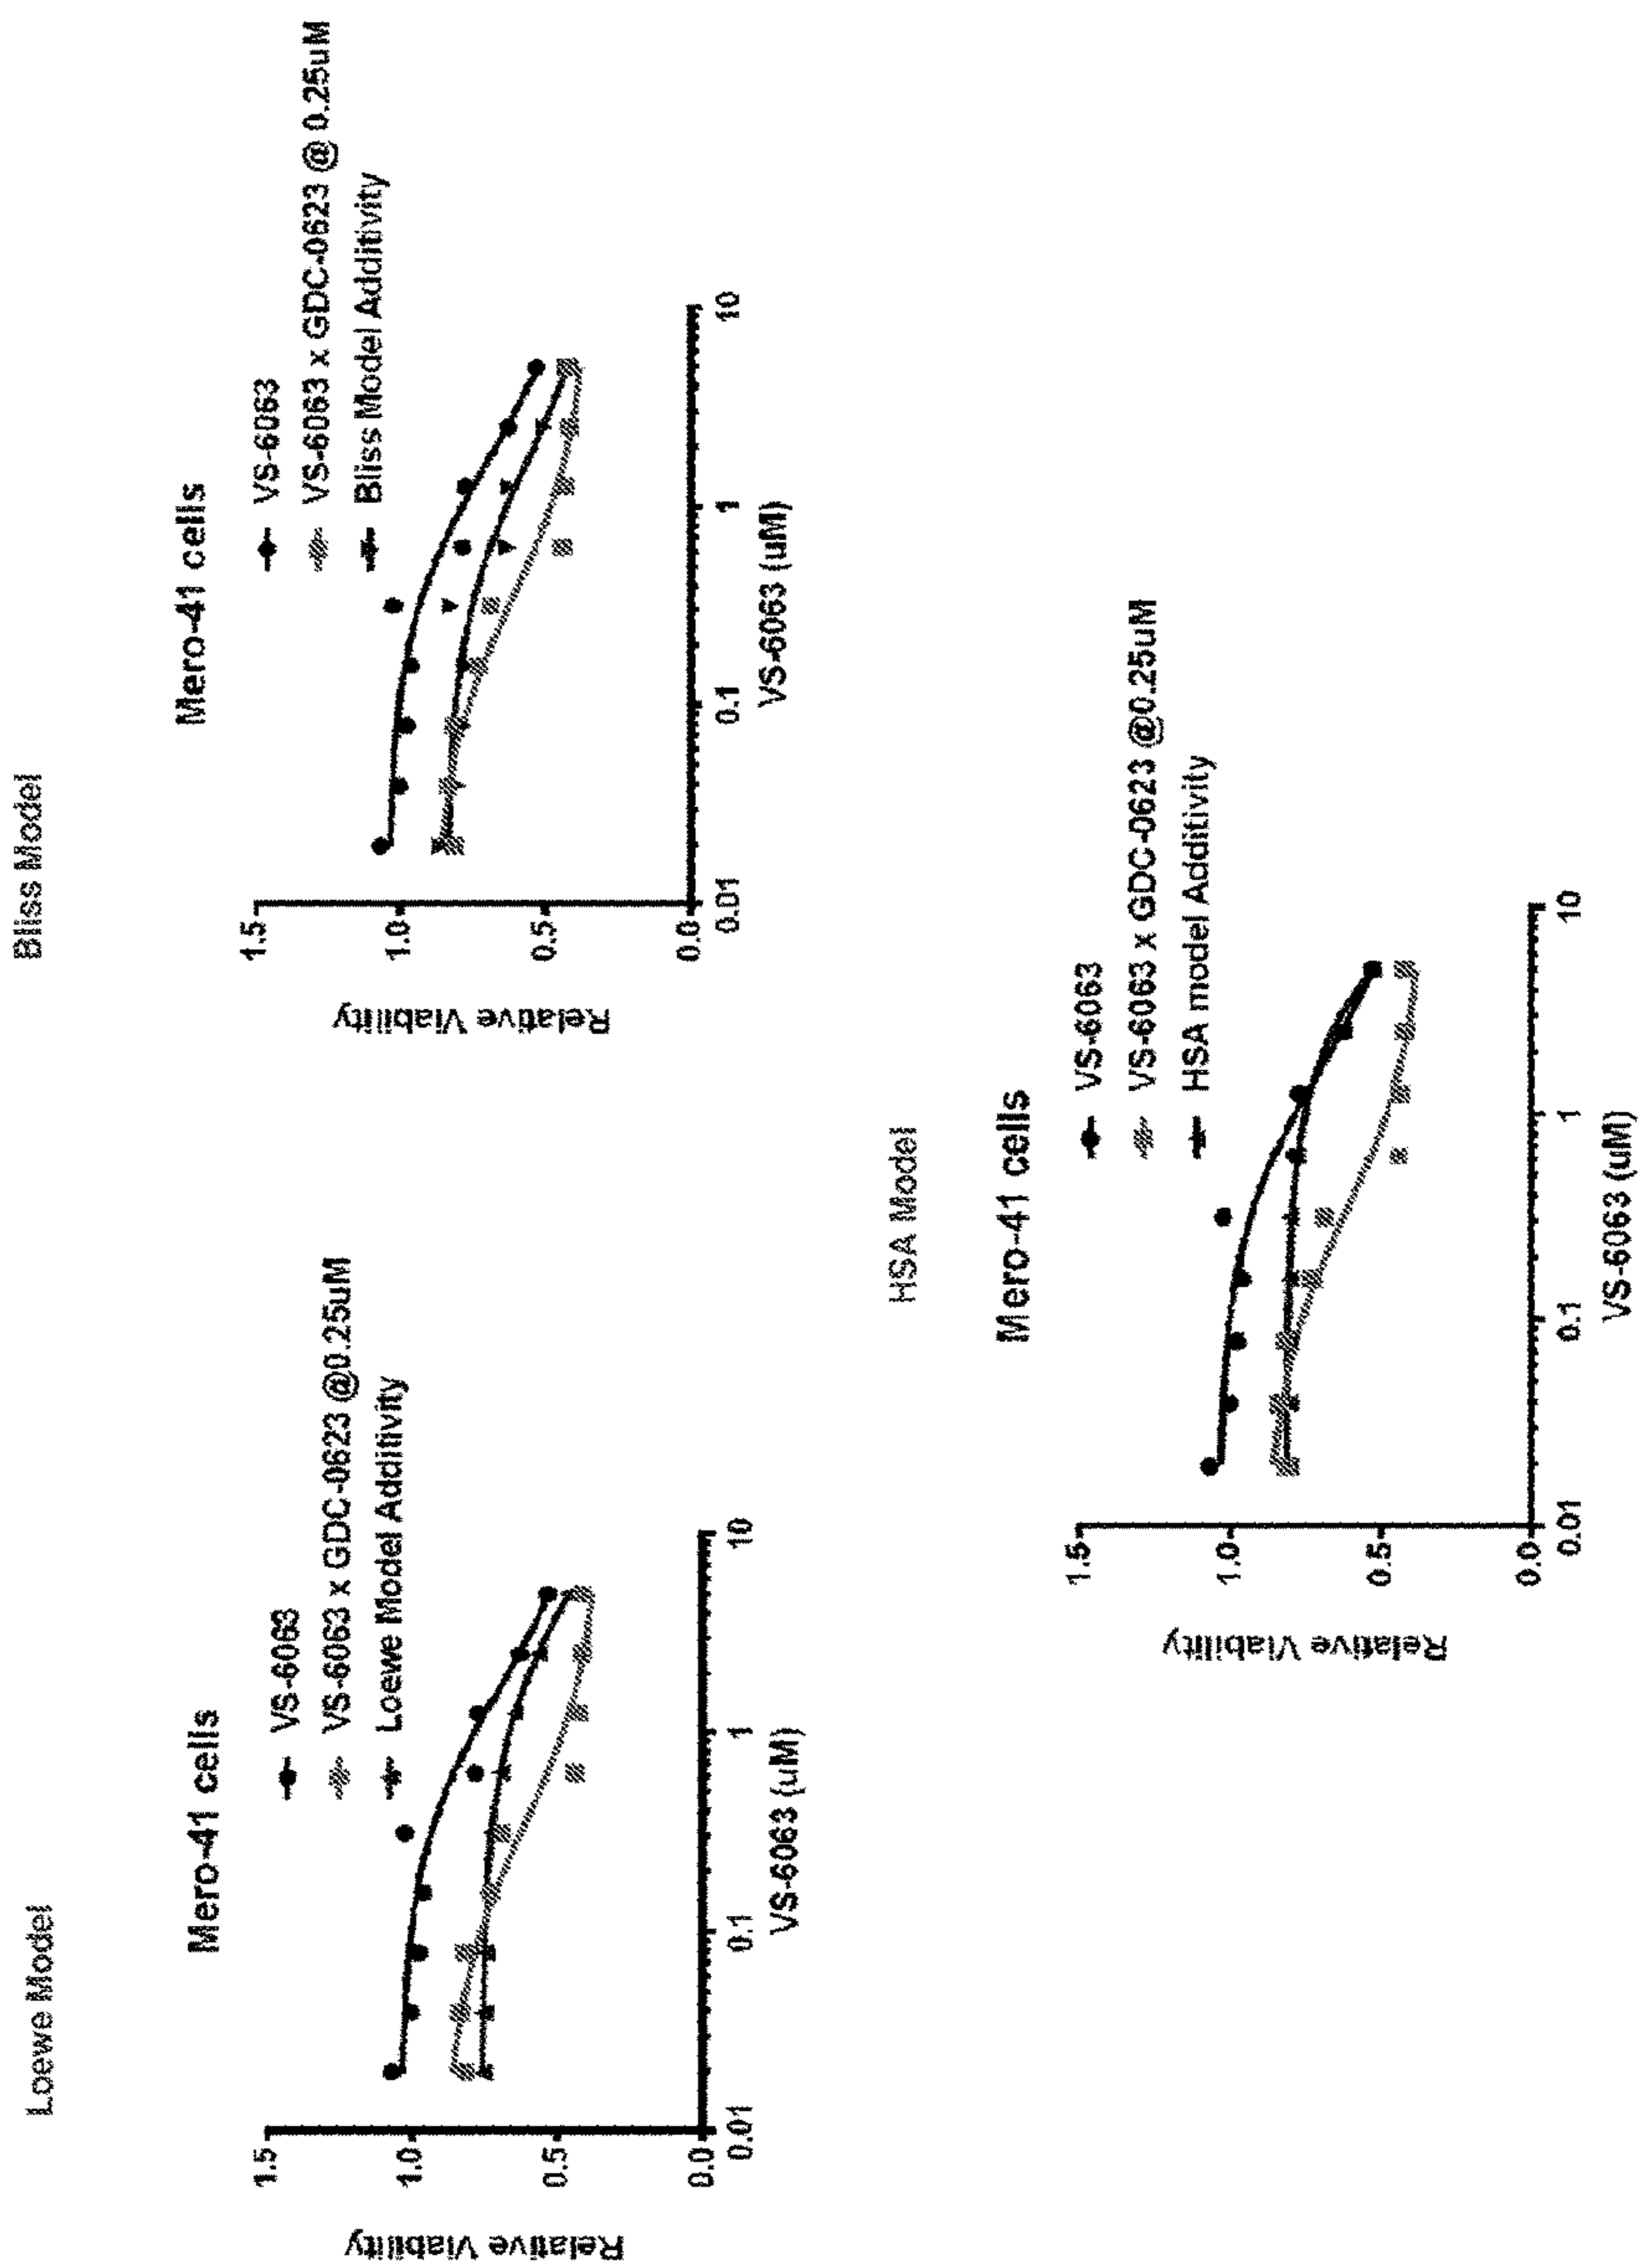 Loewe Model
Mero-41 cells
VS-6063
VS-6063 x GDC-0623 @0.25uM
Loewe Model Additivity
Relative Viability
1.5
1.0
0.5
0.0
0.01
0.1
1
10
VS-6063 (uM)
Bliss Model
Mero-41 cells
VS-6063
VS-6063 x GDC-0623 @ 0.25uM
Bliss Model Additivity
Relative Viability
1.5
1.0
0.5
0.0
0.01
0.1
1
10
VS-6063 (uM)
HSA Model
Mero-41 cells
VS-6063
VS-6063 x GDC-0623 @0.25uM
HSA model Additivity
Relative Viability
1.5
1.0
0.5
0.0
0.01
0.1
1
10
VS-6063 (uM)